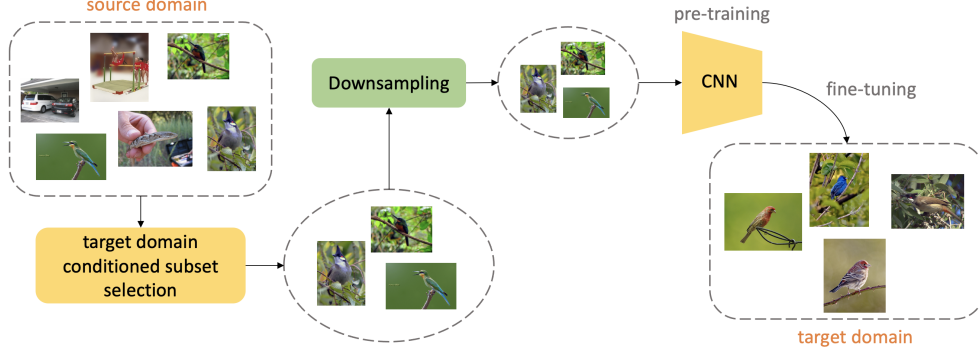 source domain
target domain
conditioned subset
selection
Downsampling
pre-training
CNN
fine-tuning
target domain